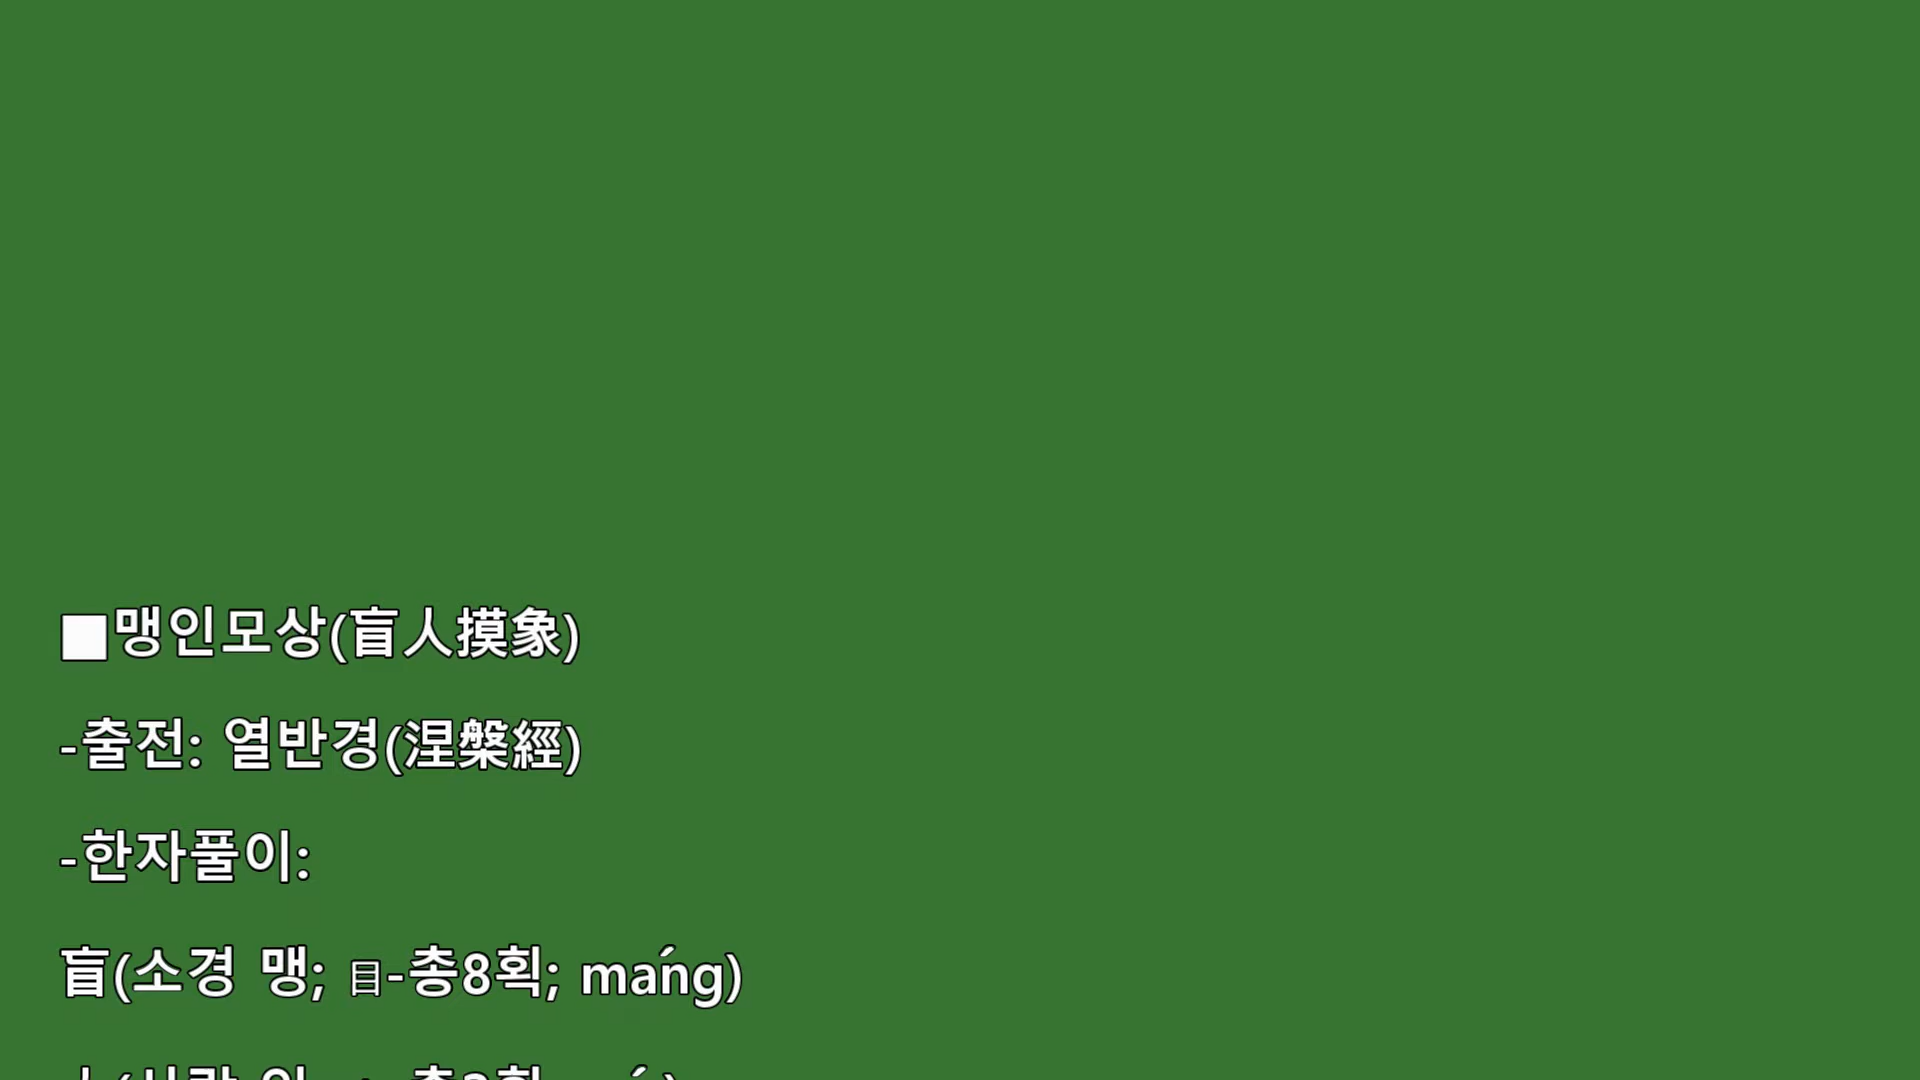 ■맹인모상(盲人摸象)
-출전: 열반경(涅槃經)
-한자풀이:
盲(소경 맹; 目-총8획; máng)